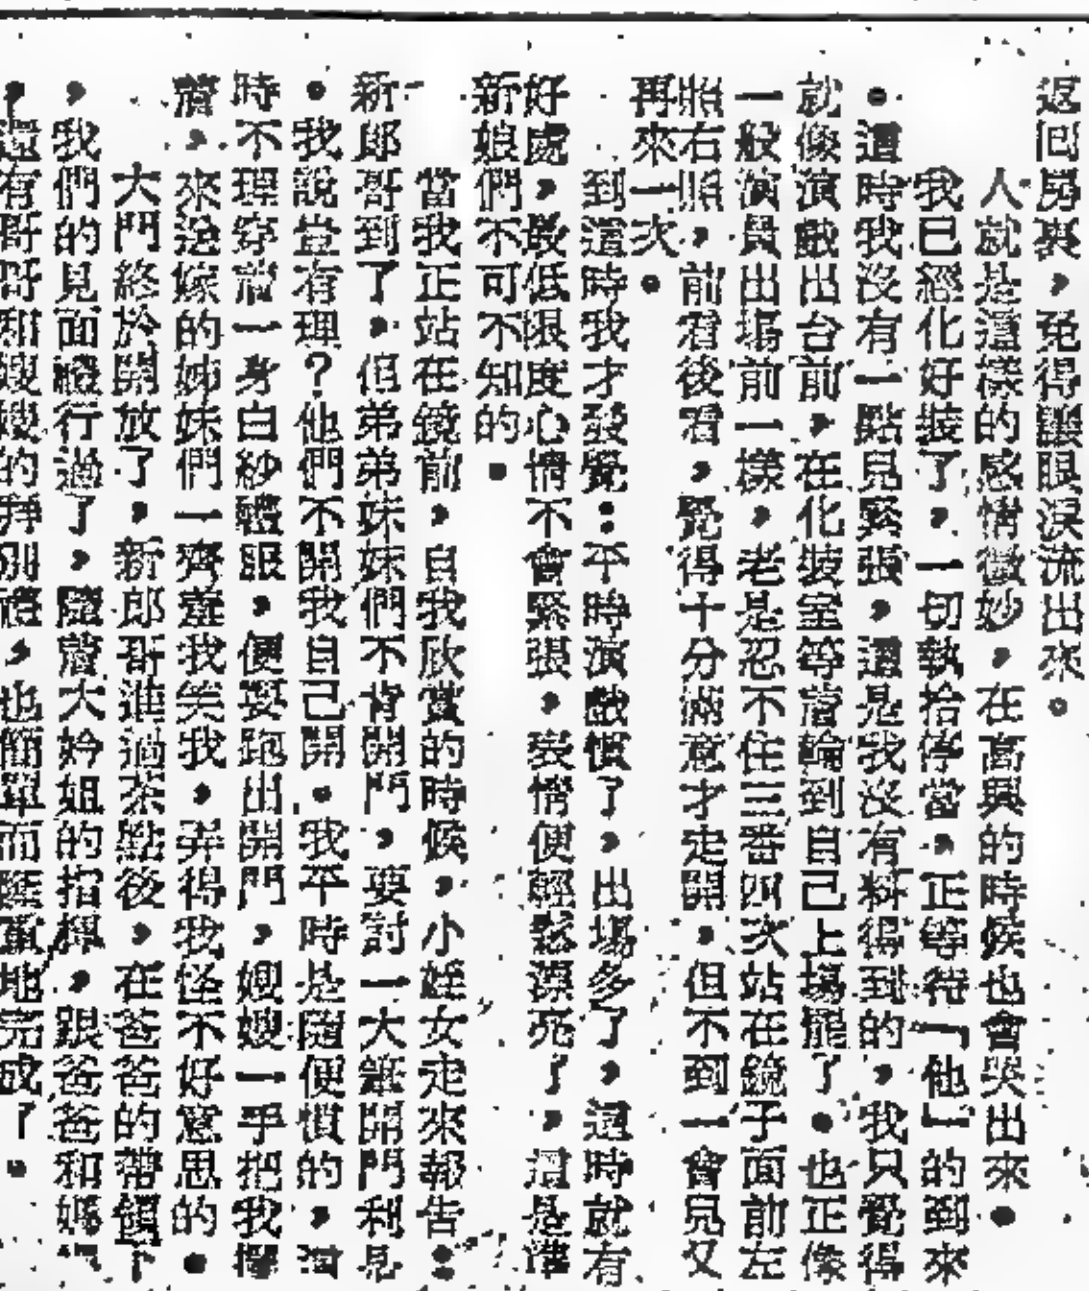 返回房裏，免得讓眼淚流出來。
人就是這樣的感情微妙，在高興的時候也會哭出來。
我已經化好裝了，一切執拾停當，正等待「他」的到來
。這時我沒有一點兒緊張，這是我沒有料得到的，我只覺得
就像演戲出台前，在化裝室等着輪到自己上場罷了。也正像
一般演員出場前一樣，老是忍不住三番四次站在鏡子面前左
照右照，前看後看，覺得十分滿意才走開，但不到一會兒又
再來一次。
到這時我才發覺：平時演戲慣了，出場多了，這時就有
好處，最低限度心情不會緊張，表情便輕鬆漂亮了，這是準
新娘們不可不知的。
當我正站在鏡前，自我欣賞的時候，小姪女走來報告：
新郎哥到了，但弟弟妹妹們不肯開門，要討一大筆開門利是
。我說豈有理？他們不開我自己開。我平時是隨便慣的，
時不理穿着一身白紗禮服，便要跑出開門，嫂嫂一手把我攔
着，來送嫁的姊妹們一齊羞我笑我，弄得我怪不好意思的。
大門終於開放了，新郎哥進過茶點後，在爸爸的帶領下
，我們的見面禮行過了，隨着大妗姐的指揮，跟爸爸和媽
，還有哥哥和嫂嫂的拜別禮，也簡單而隆重地完成了。